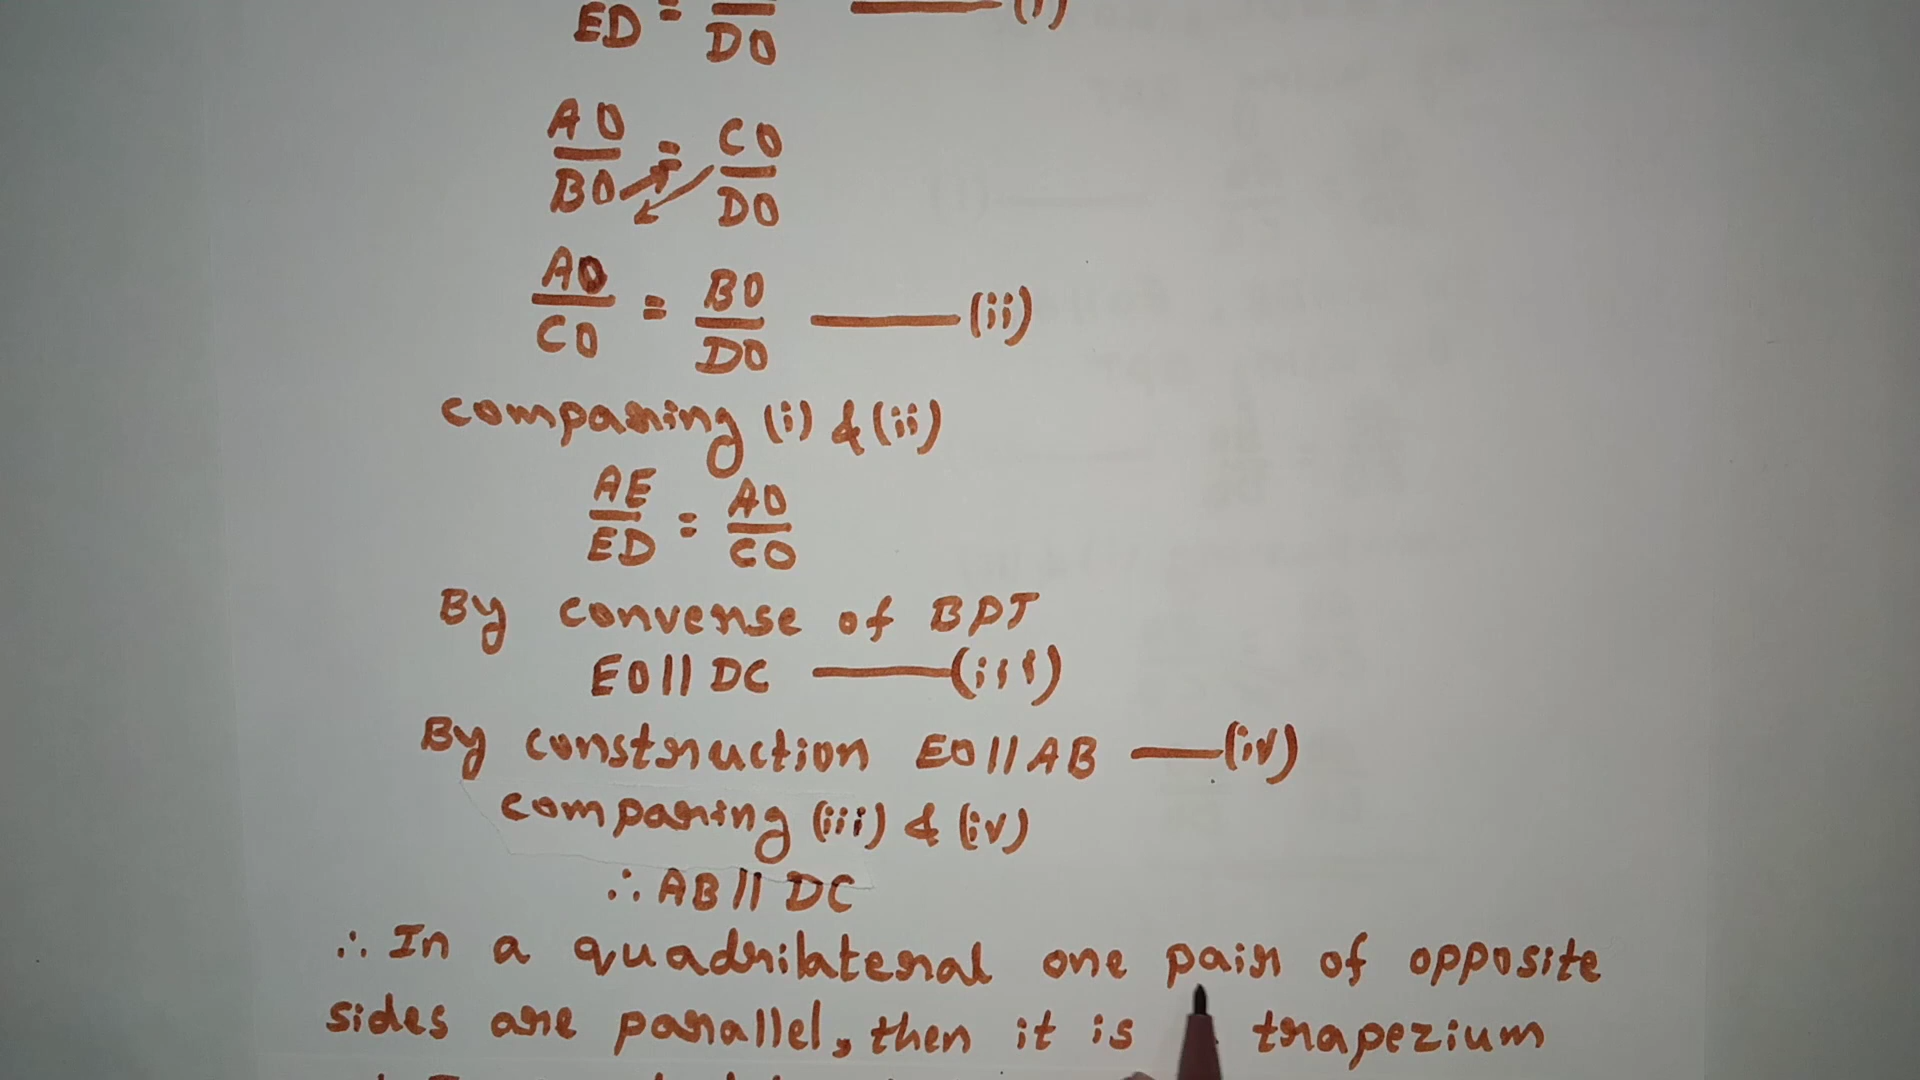 ED = DO (i)
AO/BO = CO/DO
AO/CO = BO/DO (ii)
comparing (i) & (ii)
AE/ED = AO/CO
By converse of BPT
EO || DC (iii)
By construction EO || AB (iv)
comparing (iii) & (iv)
∴ AB || DC
∴ In a quadrilateral one pair of opposite
sides are parallel, then it is trapezium